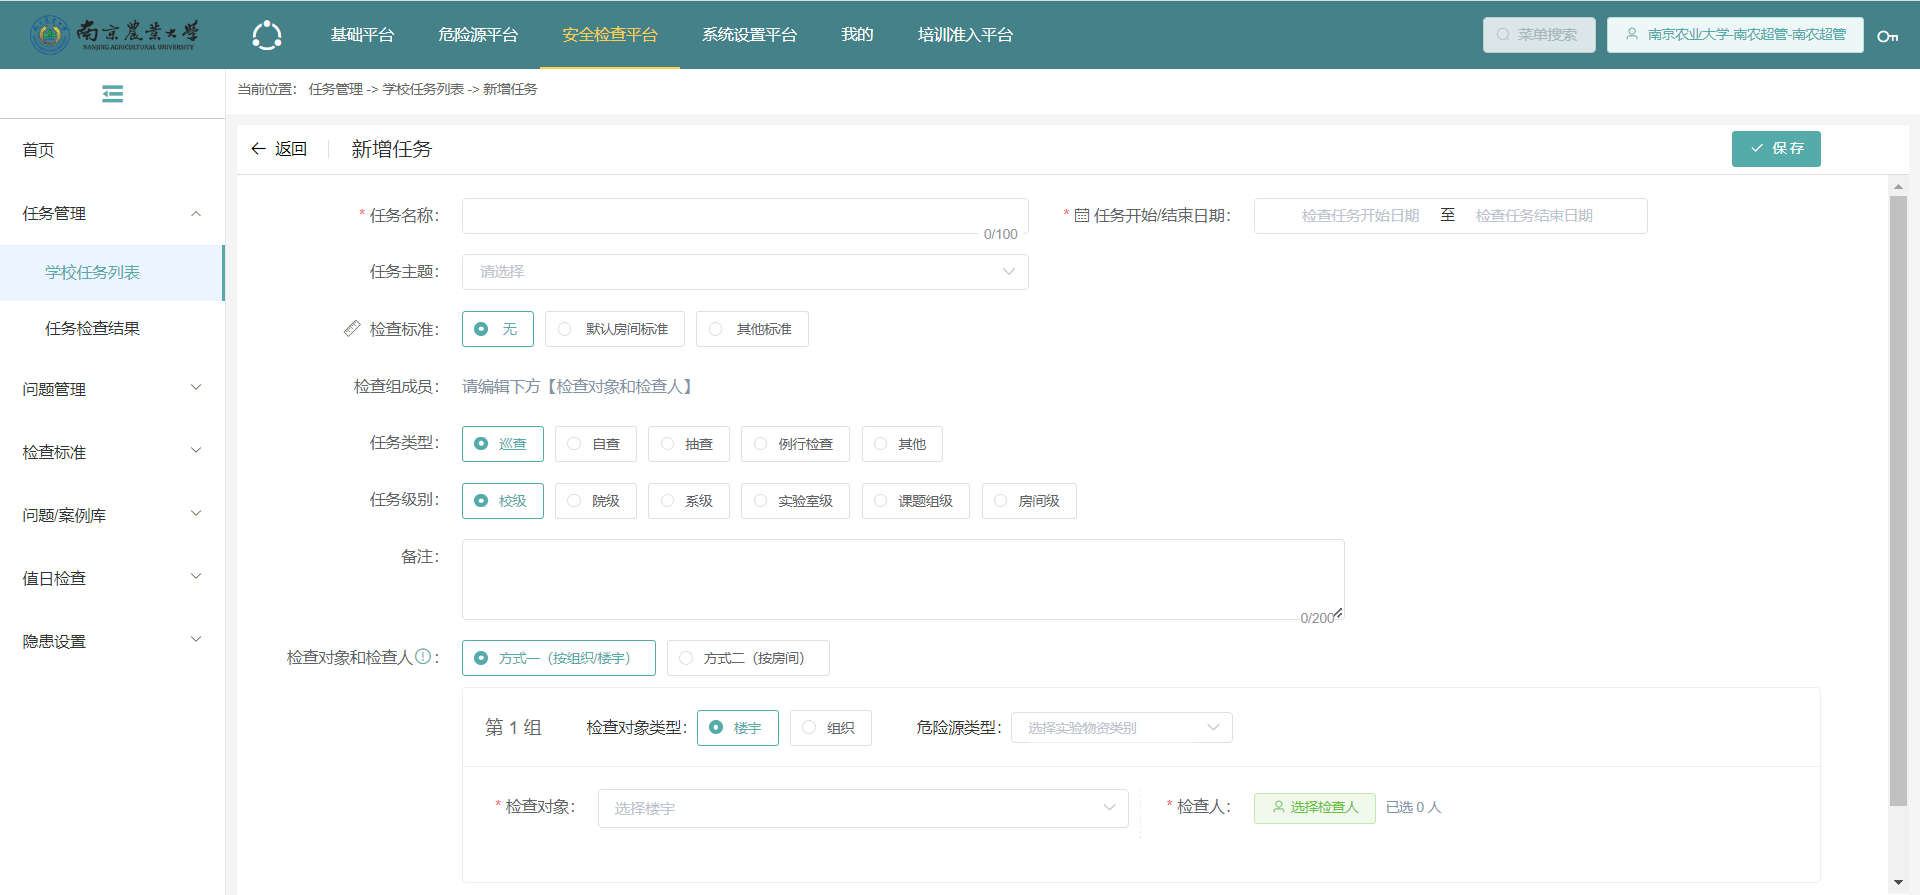 南京農業大學
NANJING AGRICULTURAL UNIVERSITY
基础平台 危险源平台 安全检查平台 系统设置平台 我的 培训准入平台
菜单搜索
南京农业大学-南农超管-南农超管
当前位置： 任务管理 -> 学校任务列表 -> 新增任务
首页
任务管理
学校任务列表
任务检查结果
问题管理
检查标准
问题/案例库
值日检查
隐患设置
返回 新增任务
保存
* 任务名称：
0/100
* 任务开始/结束日期： 检查任务开始日期 至 检查任务结束日期
任务主题： 请选择
检查标准： 无 默认房间标准 其他标准
检查组成员： 请编辑下方【检查对象和检查人】
任务类型： 巡查 自查 抽查 例行检查 其他
任务级别： 校级 院级 系级 实验室级 课题组级 房间级
备注：
0/200
检查对象和检查人： 方式一（按组织/楼宇） 方式二（按房间）
第 1 组 检查对象类型： 楼宇 组织 危险源类型： 选择实验物资类别
* 检查对象： 选择楼宇 * 检查人： 选择检查人 已选 0 人